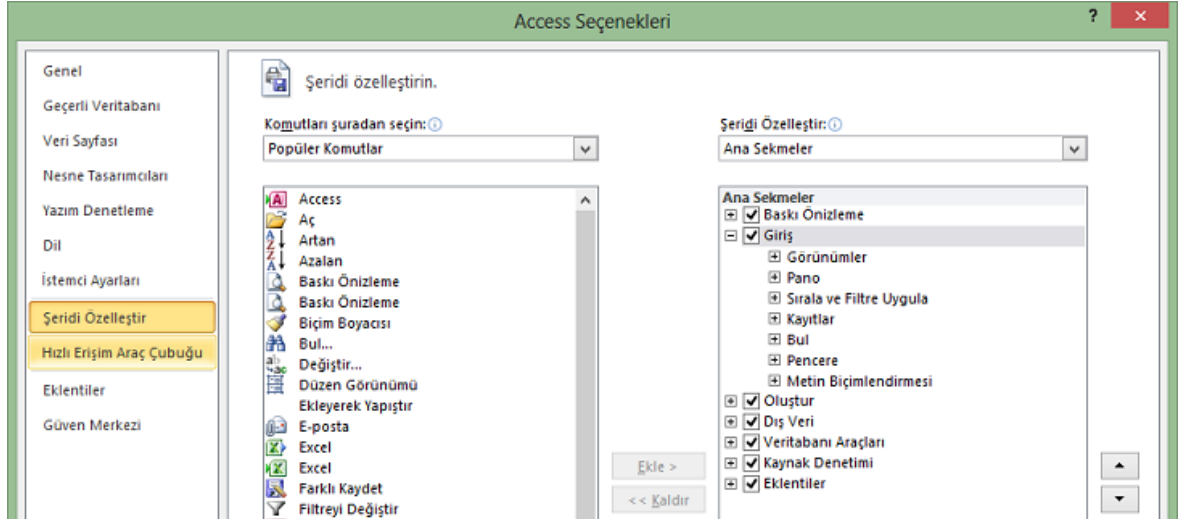 Access Seçenekleri
?
Genel
Geçerli Veritabanı
Veri Sayfası
Nesne Tasarımcıları
Yazım Denetleme
Dil
İstemci Ayarları
Şeridi Özelleştir
Hızlı Erişim Araç Çubuğu
Eklentiler
Güven Merkezi
Şeridi özelleştirin.
Komutları şuradan seçin:
Popüler Komutlar
Access
Aç
Artan
Azalan
Baskı Önizleme
Baskı Önizleme
Biçim Boyacısı
Bul...
Değiştir...
Düzen Görünümü
Ekleyerek Yapıştır
E-posta
Excel
Excel
Farklı Kaydet
Filtreyi Değiştir
Ekle >
<< Kaldır
Şeridi Özelleştir:
Ana Sekmeler
Ana Sekmeler
Baskı Önizleme
Giriş
Görünümler
Pano
Sırala ve Filtre Uygula
Kayıtlar
Bul
Pencere
Metin Biçimlendirmesi
Oluştur
Dış Veri
Veritabanı Araçları
Kaynak Denetimi
Eklentiler